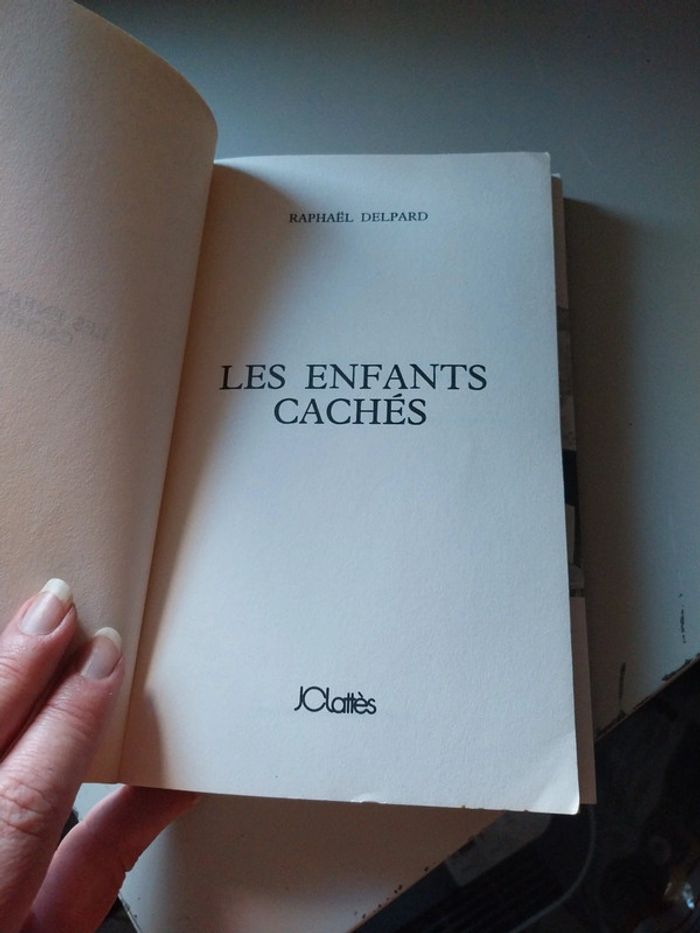 RAPHAËL DELPARD
LES ENFANTS
CACHÉS
JCLattès